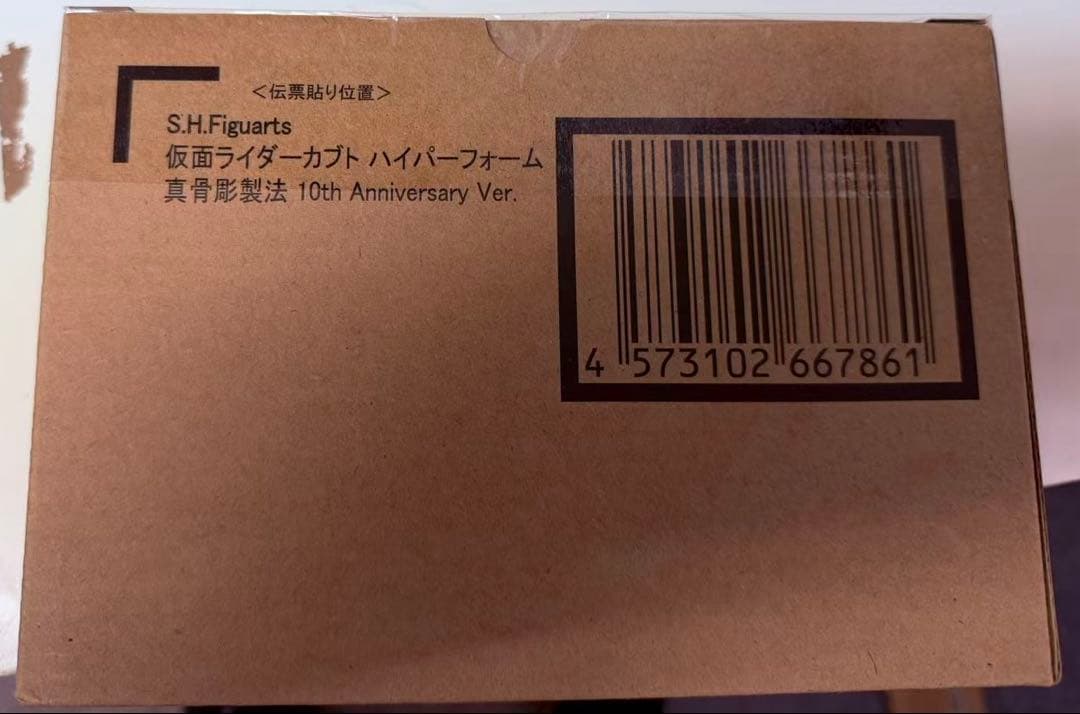 ＜伝票貼り位置＞
S.H.Figuarts
仮面ライダーカブト ハイパーフォーム
真骨彫製法 10th Anniversary Ver.
4 573102 667861